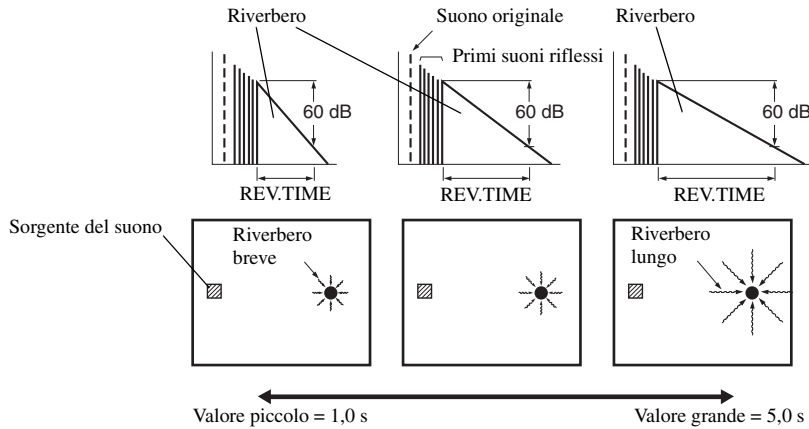 Riverbero
Suono originale
Primi suoni riflessi
Riverbero
60 dB
60 dB
60 dB
REV.TIME
REV.TIME
REV.TIME
Sorgente del suono
Riverbero
breve
Riverbero
lungo
Valore piccolo = 1,0 s
Valore grande = 5,0 s